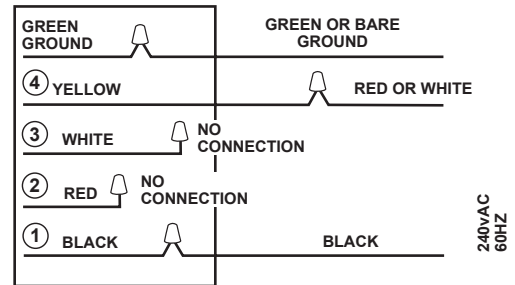 GREEN
GROUND
GREEN OR BARE
GROUND
4 YELLOW
RED OR WHITE
3 WHITE
NO
CONNECTION
2 RED
NO
CONNECTION
1 BLACK
BLACK
240vAC
60HZ